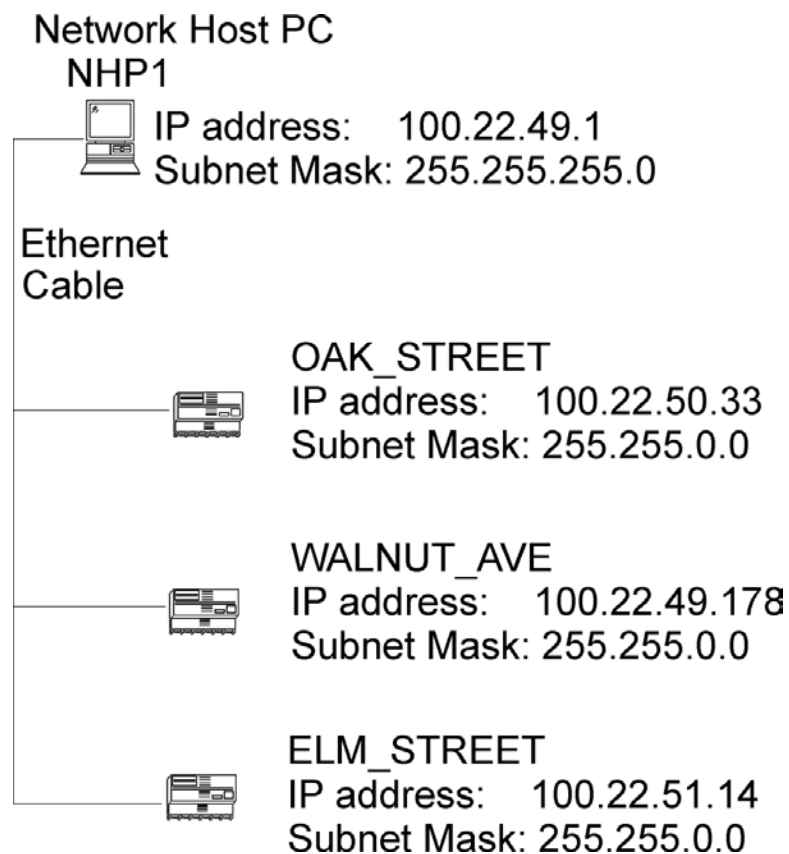 Network Host PC
NHP1
IP address: 100.22.49.1
Subnet Mask: 255.255.255.0
Ethernet
Cable
OAK_STREET
IP address: 100.22.50.33
Subnet Mask: 255.255.0.0
WALNUT_AVE
IP address: 100.22.49.178
Subnet Mask: 255.255.0.0
ELM_STREET
IP address: 100.22.51.14
Subnet Mask: 255.255.0.0